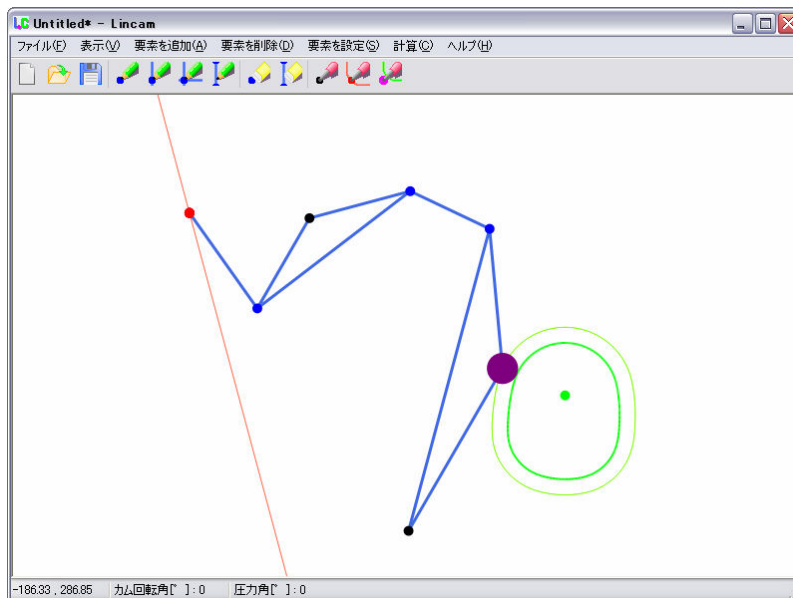 LC Untitled* - Lincam
ファイル(F) 表示(V) 要素を追加(A) 要素を削除(D) 要素を設定(S) 計算(C) ヘルプ(H)
-186.33 , 286.85 カム回転角[ﾟ] : 0 圧力角[ﾟ] : 0